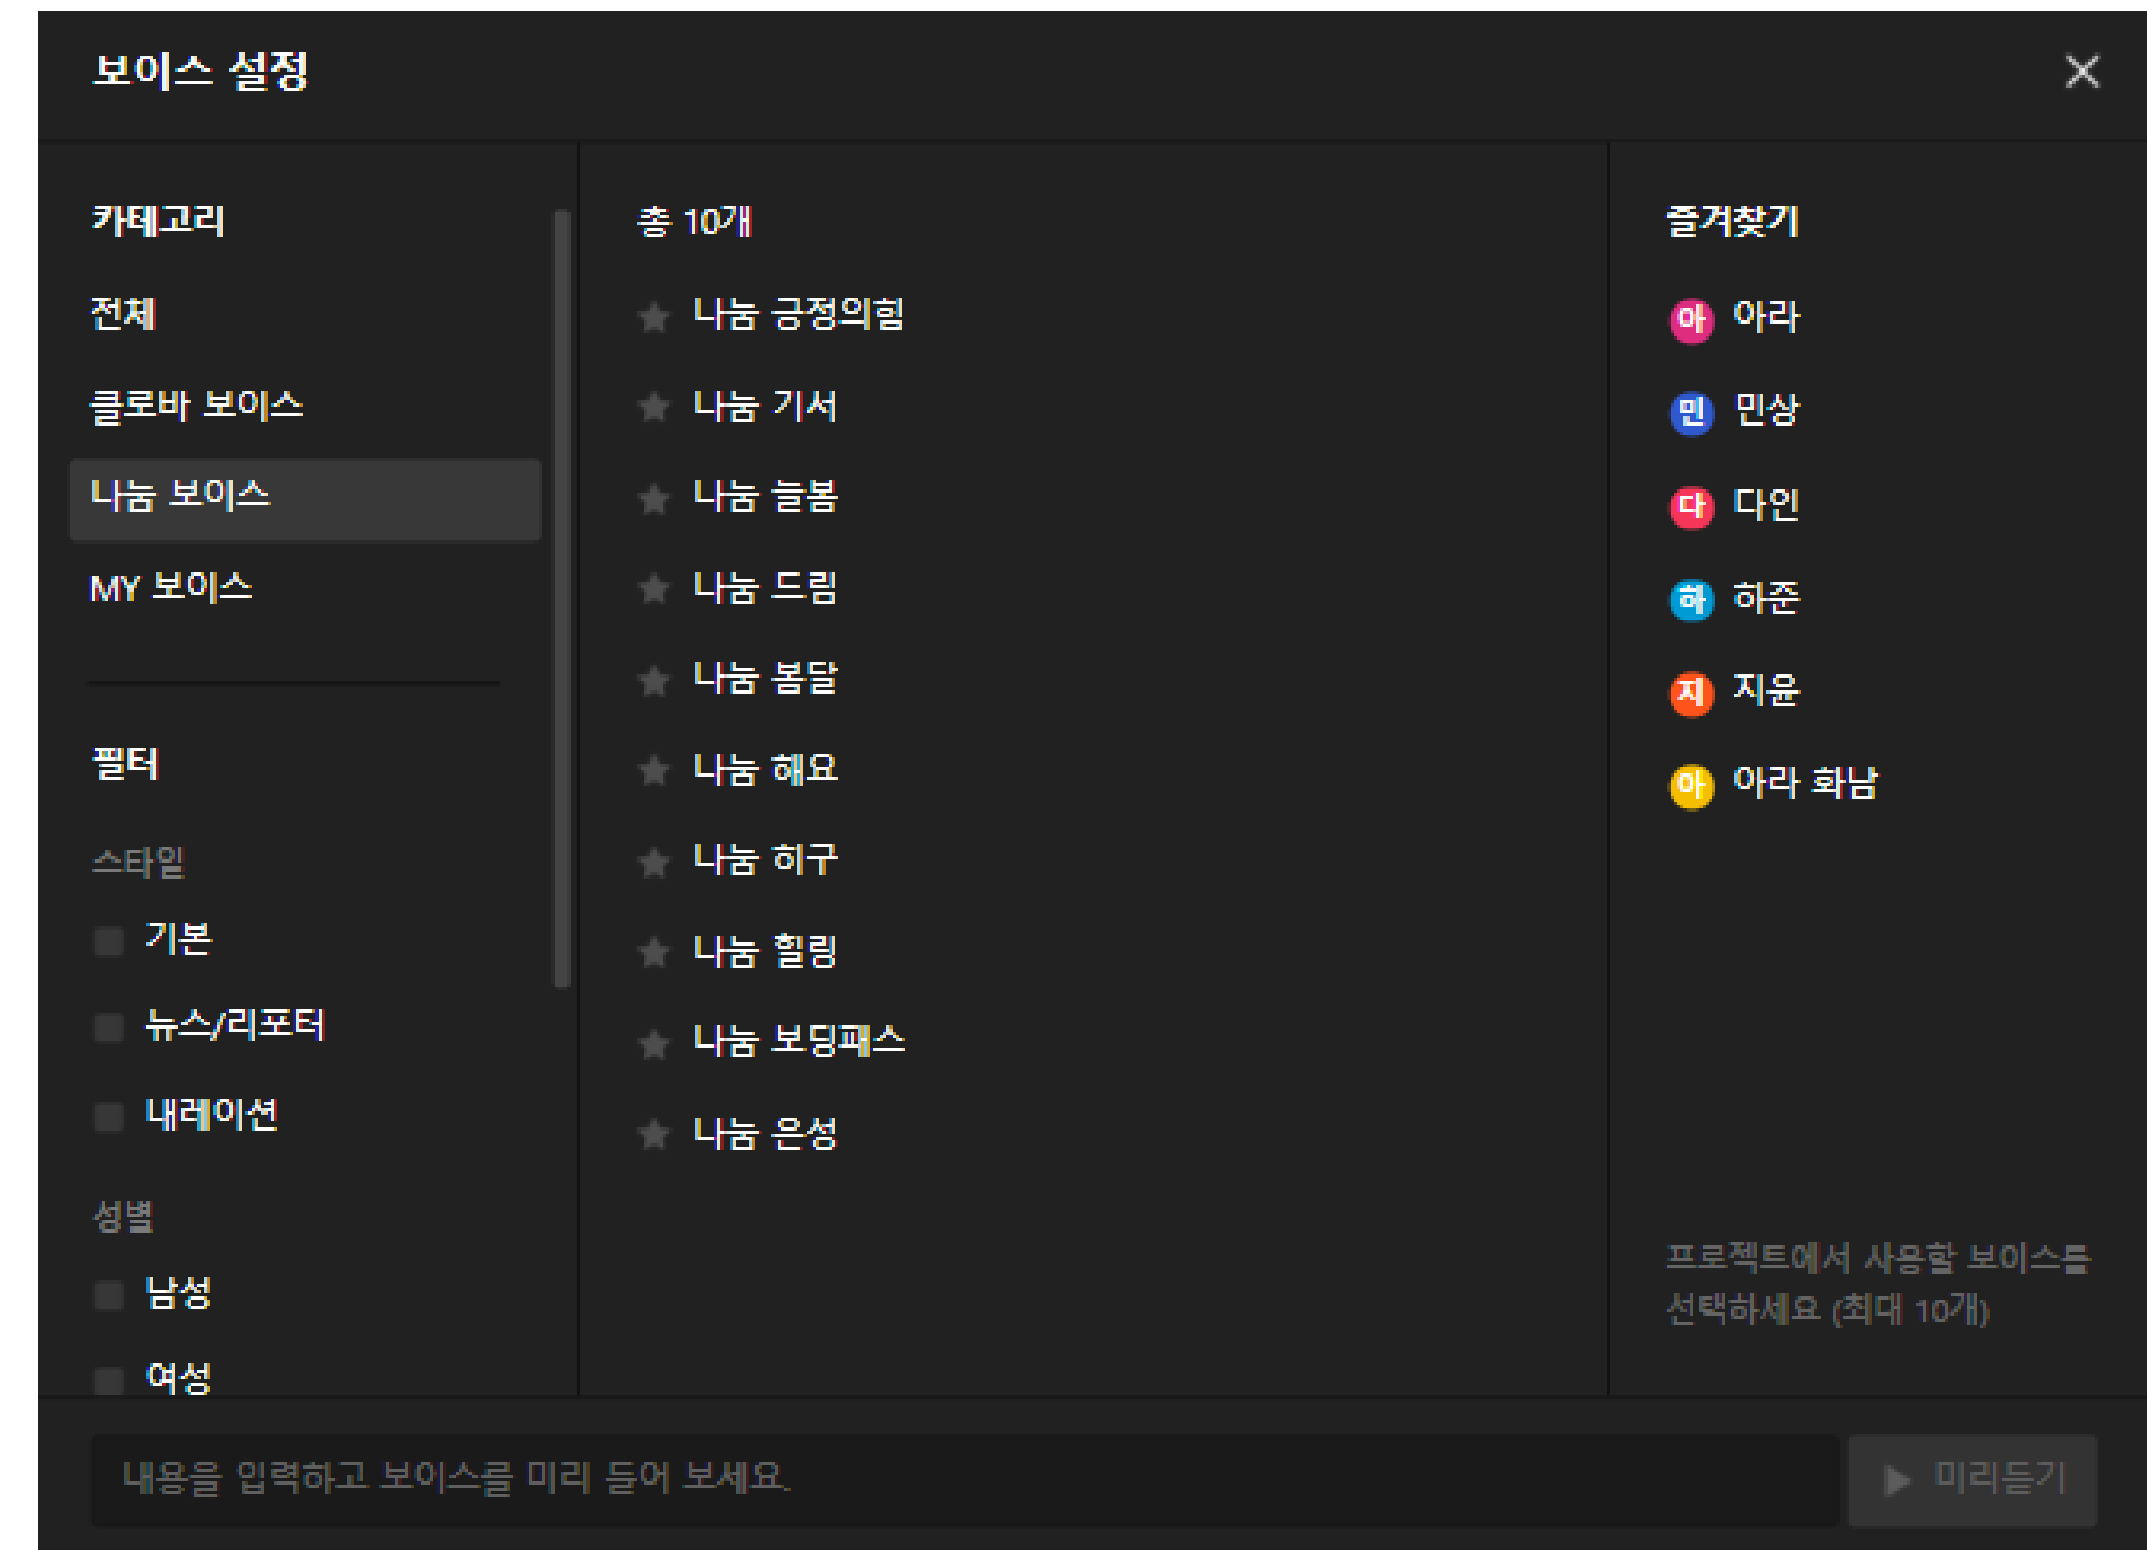 보이스 설정
카테고리
전체
클로바 보이스
나눔 보이스
MY 보이스
필터
스타일
기본
뉴스/리포터
내레이션
성별
남성
여성
총 10개
나눔 긍정의힘
나눔 기서
나눔 늘봄
나눔 드림
나눔 봄달
나눔 해요
나눔 허구
나눔 힐링
나눔 보딩패스
나눔 은성
즐겨찾기
아 아라
민 민상
다 다인
하 하준
지 지윤
아 아라 화남
프로젝트에서 사용할 보이스를
선택하세요 (최대 10개)
내용을 입력하고 보이스를 미리 들어 보세요.
미리듣기